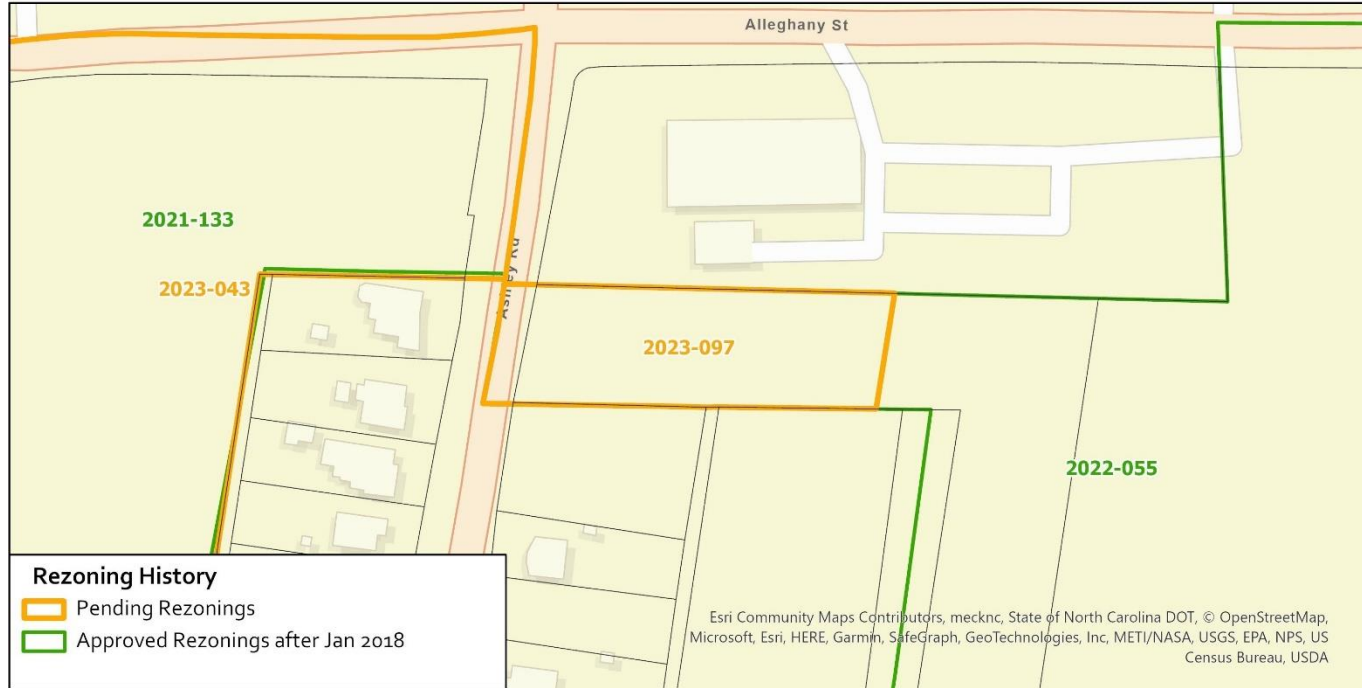 Alleghany St
2021-133
2023-043
Ashley Rd
2023-097
2022-055
Rezoning History
Pending Rezonings
Approved Rezonings after Jan 2018
Esri Community Maps Contributors, mecknc, State of North Carolina DOT, © OpenStreetMap,
Microsoft, Esri, HERE, Garmin, SafeGraph, GeoTechnologies, Inc, METI/NASA, USGS, EPA, NPS, US
Census Bureau, USDA